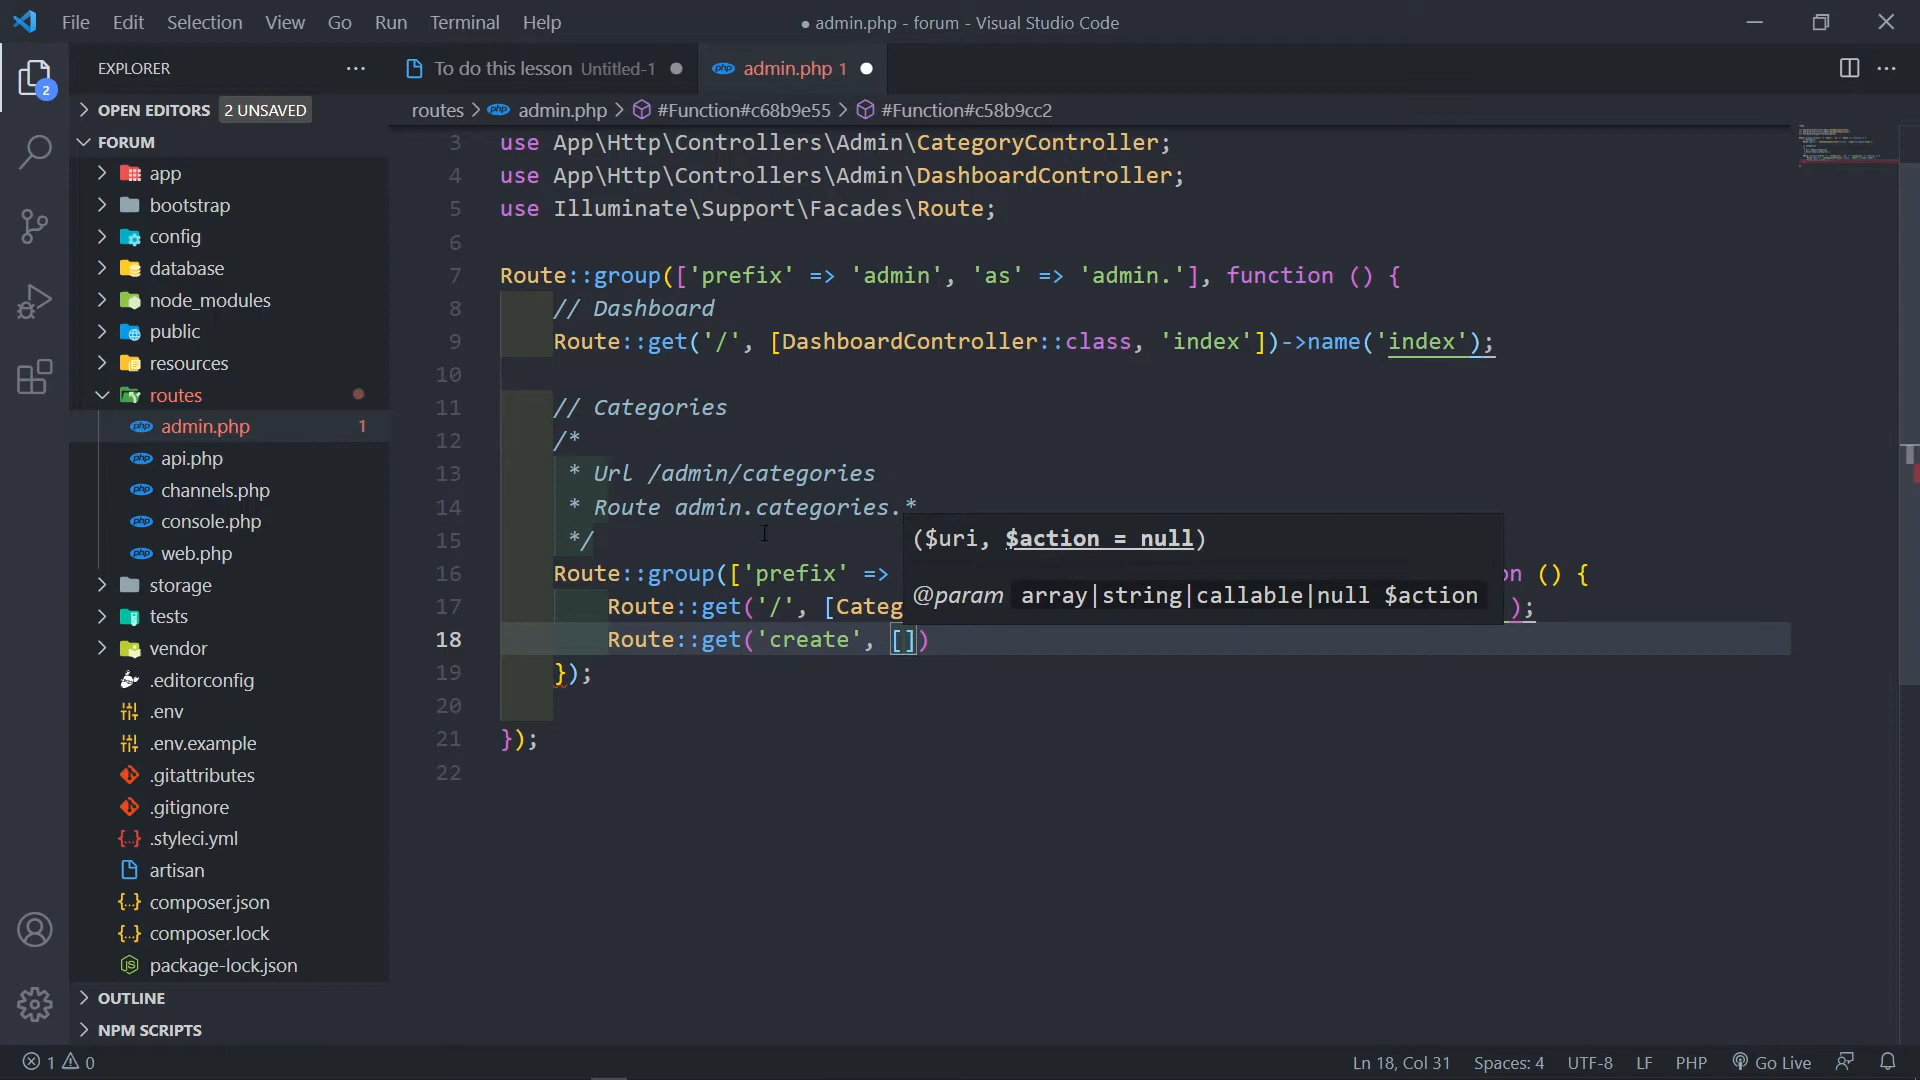 File Edit Selection View Go Run Terminal Help
● admin.php - forum - Visual Studio Code
EXPLORER ···
To do this lesson Untitled-1 ●
php admin.php 1 ●
2
OPEN EDITORS 2 UNSAVED
routes > php admin.php > #Function#c68b9e55 > #Function#c58b9cc2
FORUM
app
bootstrap
config
database
node_modules
public
resources
routes
php admin.php 1
php api.php
php channels.php
php console.php
php web.php
storage
tests
vendor
.editorconfig
.env
.env.example
.gitattributes
.gitignore
.styleci.yml
artisan
composer.json
composer.lock
package-lock.json
OUTLINE
NPM SCRIPTS
3 use App\Http\Controllers\Admin\CategoryController;
4 use App\Http\Controllers\Admin\DashboardController;
5 use Illuminate\Support\Facades\Route;
6
7 Route::group(['prefix' => 'admin', 'as' => 'admin.'], function () {
8 // Dashboard
9 Route::get('/', [DashboardController::class, 'index'])->name('index');
10
11 // Categories
12 /*
13 * Url /admin/categories
14 * Route admin.categories.*
15 */
16 Route::group(['prefix' => on () {
17 Route::get('/', [Categ );
18 Route::get('create', [])
19 });
20
21 });
22
($uri, $action = null)
@param array|string|callable|null $action
1 0
Ln 18, Col 31 Spaces: 4 UTF-8 LF PHP Go Live